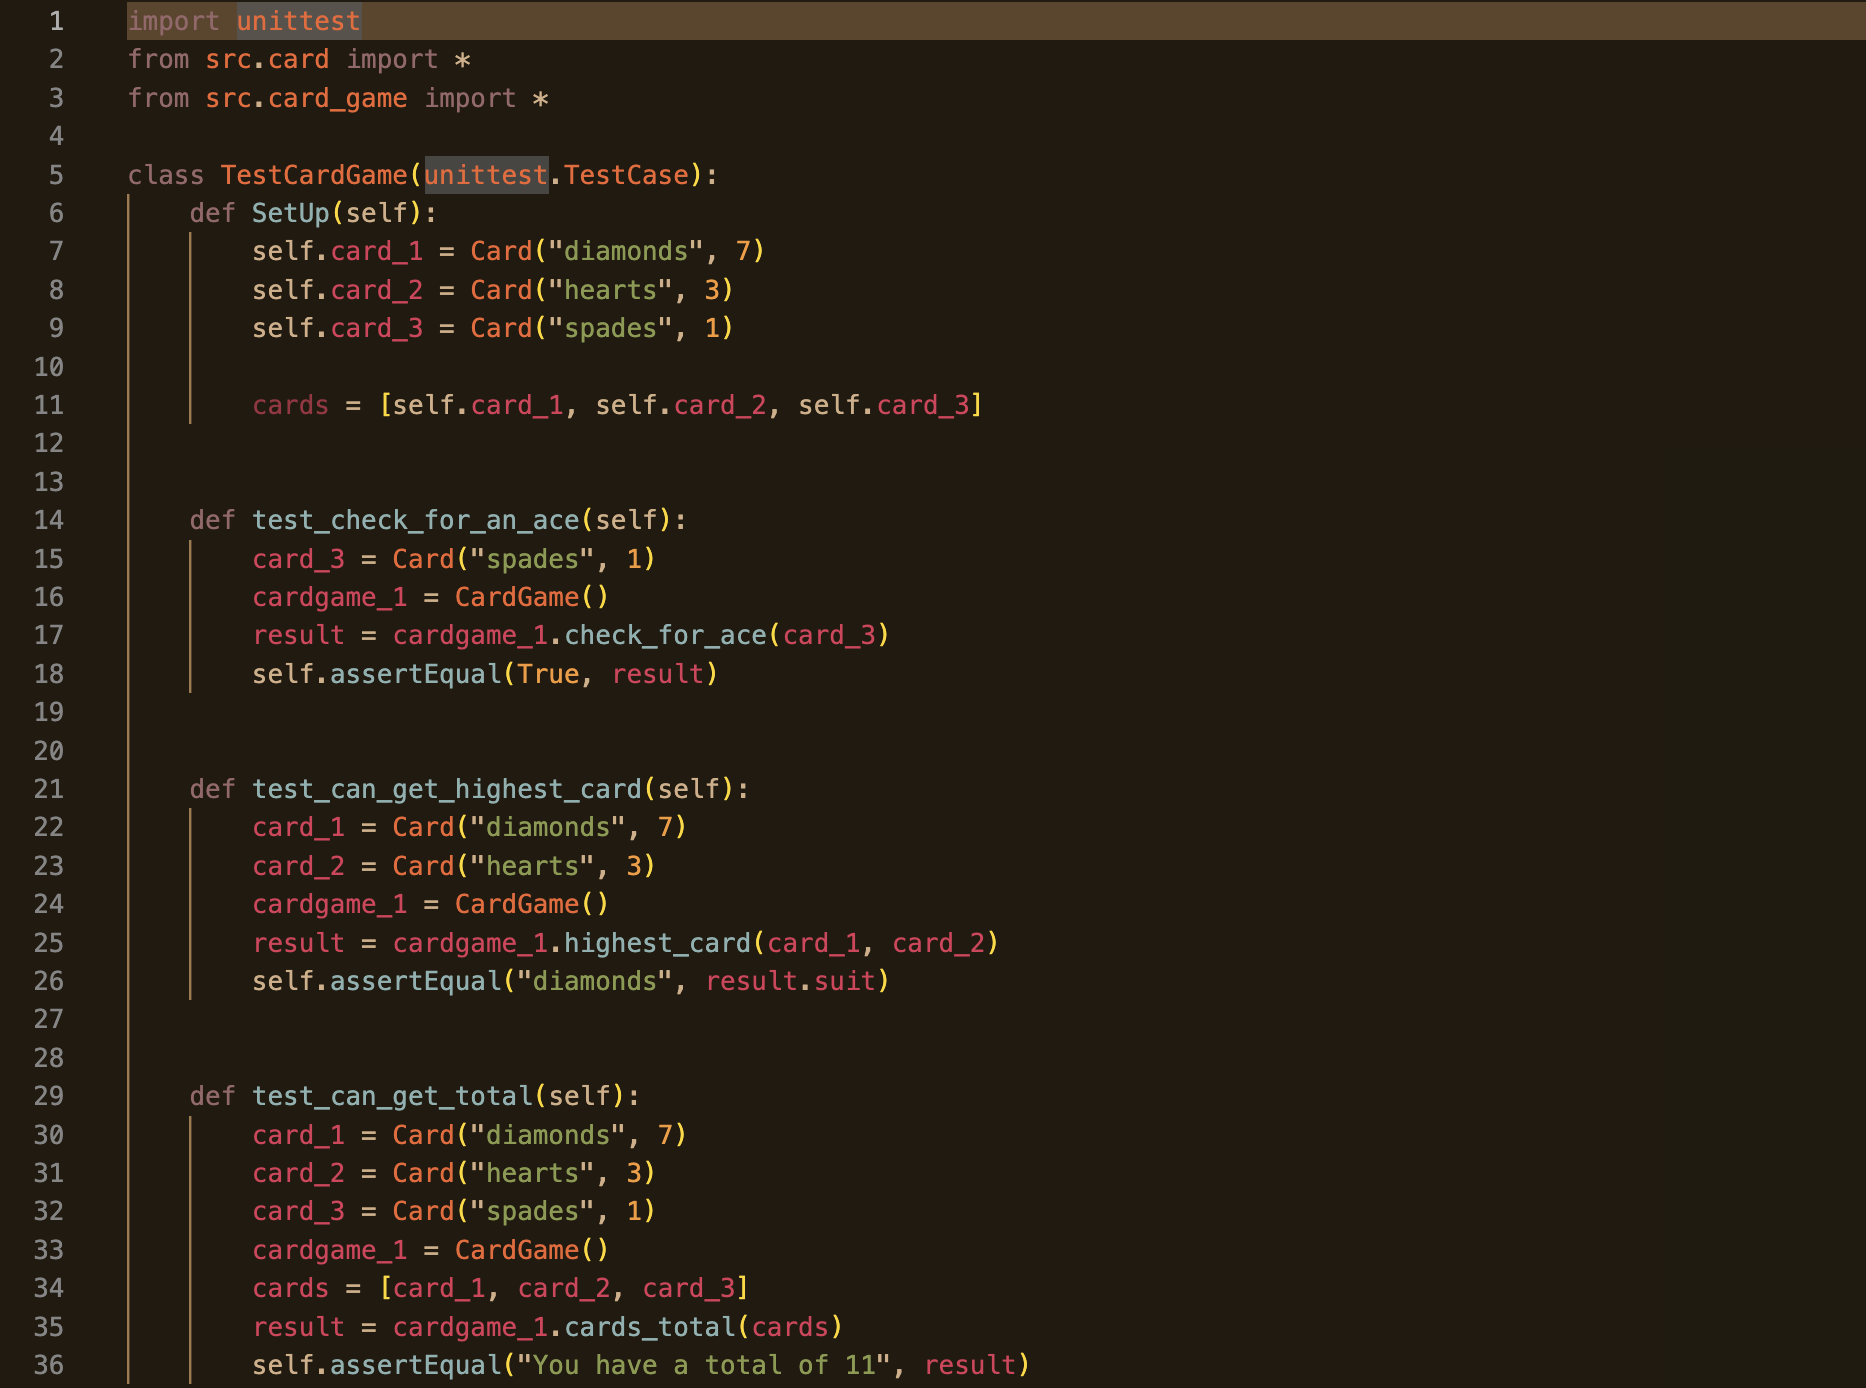 1 import unittest
2 from src.card import *
3 from src.card_game import *
4
5 class TestCardGame(unittest.TestCase):
6     def SetUp(self):
7         self.card_1 = Card("diamonds", 7)
8         self.card_2 = Card("hearts", 3)
9         self.card_3 = Card("spades", 1)
10
11         cards = [self.card_1, self.card_2, self.card_3]
12
13
14     def test_check_for_an_ace(self):
15         card_3 = Card("spades", 1)
16         cardgame_1 = CardGame()
17         result = cardgame_1.check_for_ace(card_3)
18         self.assertEqual(True, result)
19
20
21     def test_can_get_highest_card(self):
22         card_1 = Card("diamonds", 7)
23         card_2 = Card("hearts", 3)
24         cardgame_1 = CardGame()
25         result = cardgame_1.highest_card(card_1, card_2)
26         self.assertEqual("diamonds", result.suit)
27
28
29     def test_can_get_total(self):
30         card_1 = Card("diamonds", 7)
31         card_2 = Card("hearts", 3)
32         card_3 = Card("spades", 1)
33         cardgame_1 = CardGame()
34         cards = [card_1, card_2, card_3]
35         result = cardgame_1.cards_total(cards)
36         self.assertEqual("You have a total of 11", result)